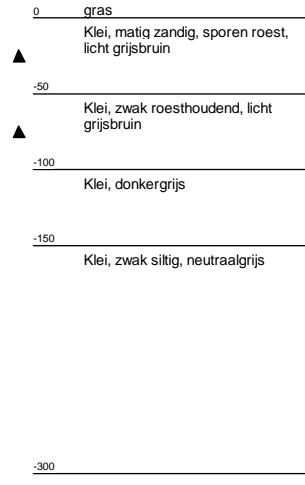 0 gras
Klei, matig zandig, sporen roest,
licht grijsbruin
-50
Klei, zwak roesthoudend, licht
grijsbruin
-100
Klei, donkergrijs
-150
Klei, zwak siltig, neutraalgrijs
-300